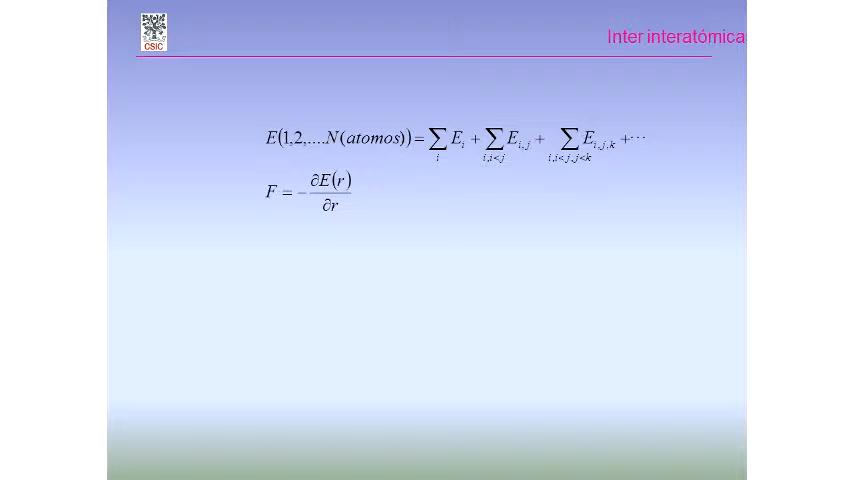 CSIC
Inter interatómica
E(1,2,....N(atomos)) = ∑_i E_i + ∑_{i,i<j} E_{i,j} + ∑_{i,i<j,j<k} E_{i,j,k} + ⋯
F = − ∂E(r) / ∂r